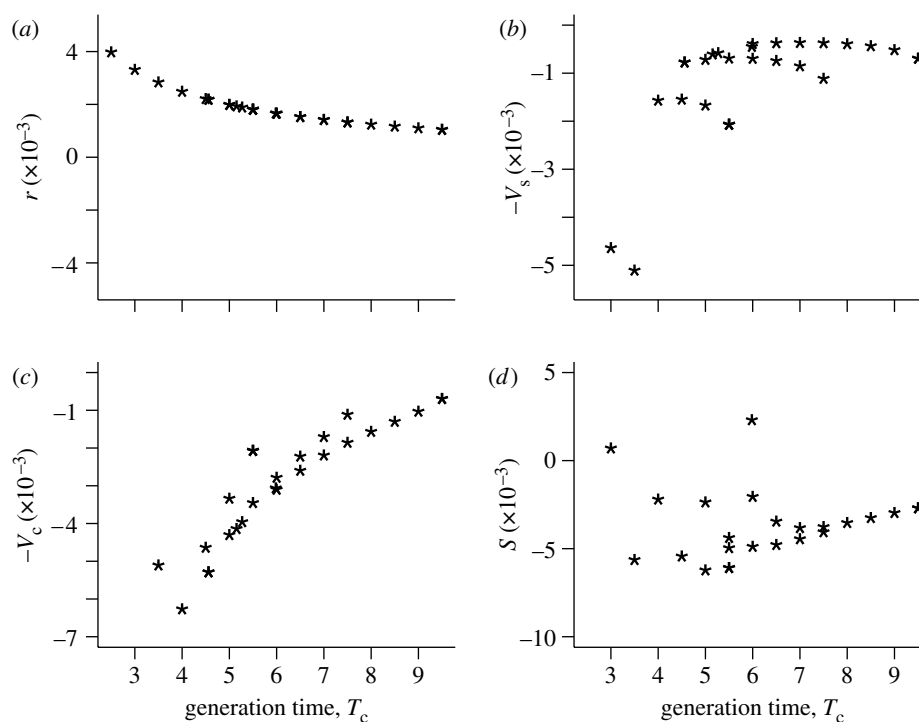 (a)
4
0
−4
r (×10⁻³)
(b)
−1
−3
−5
−Vₛ (×10⁻³)
(c)
−1
−4
−7
−V_c (×10⁻³)
3 4 5 6 7 8 9
generation time, T_c
(d)
5
0
−5
−10
S (×10⁻³)
3 4 5 6 7 8 9
generation time, T_c